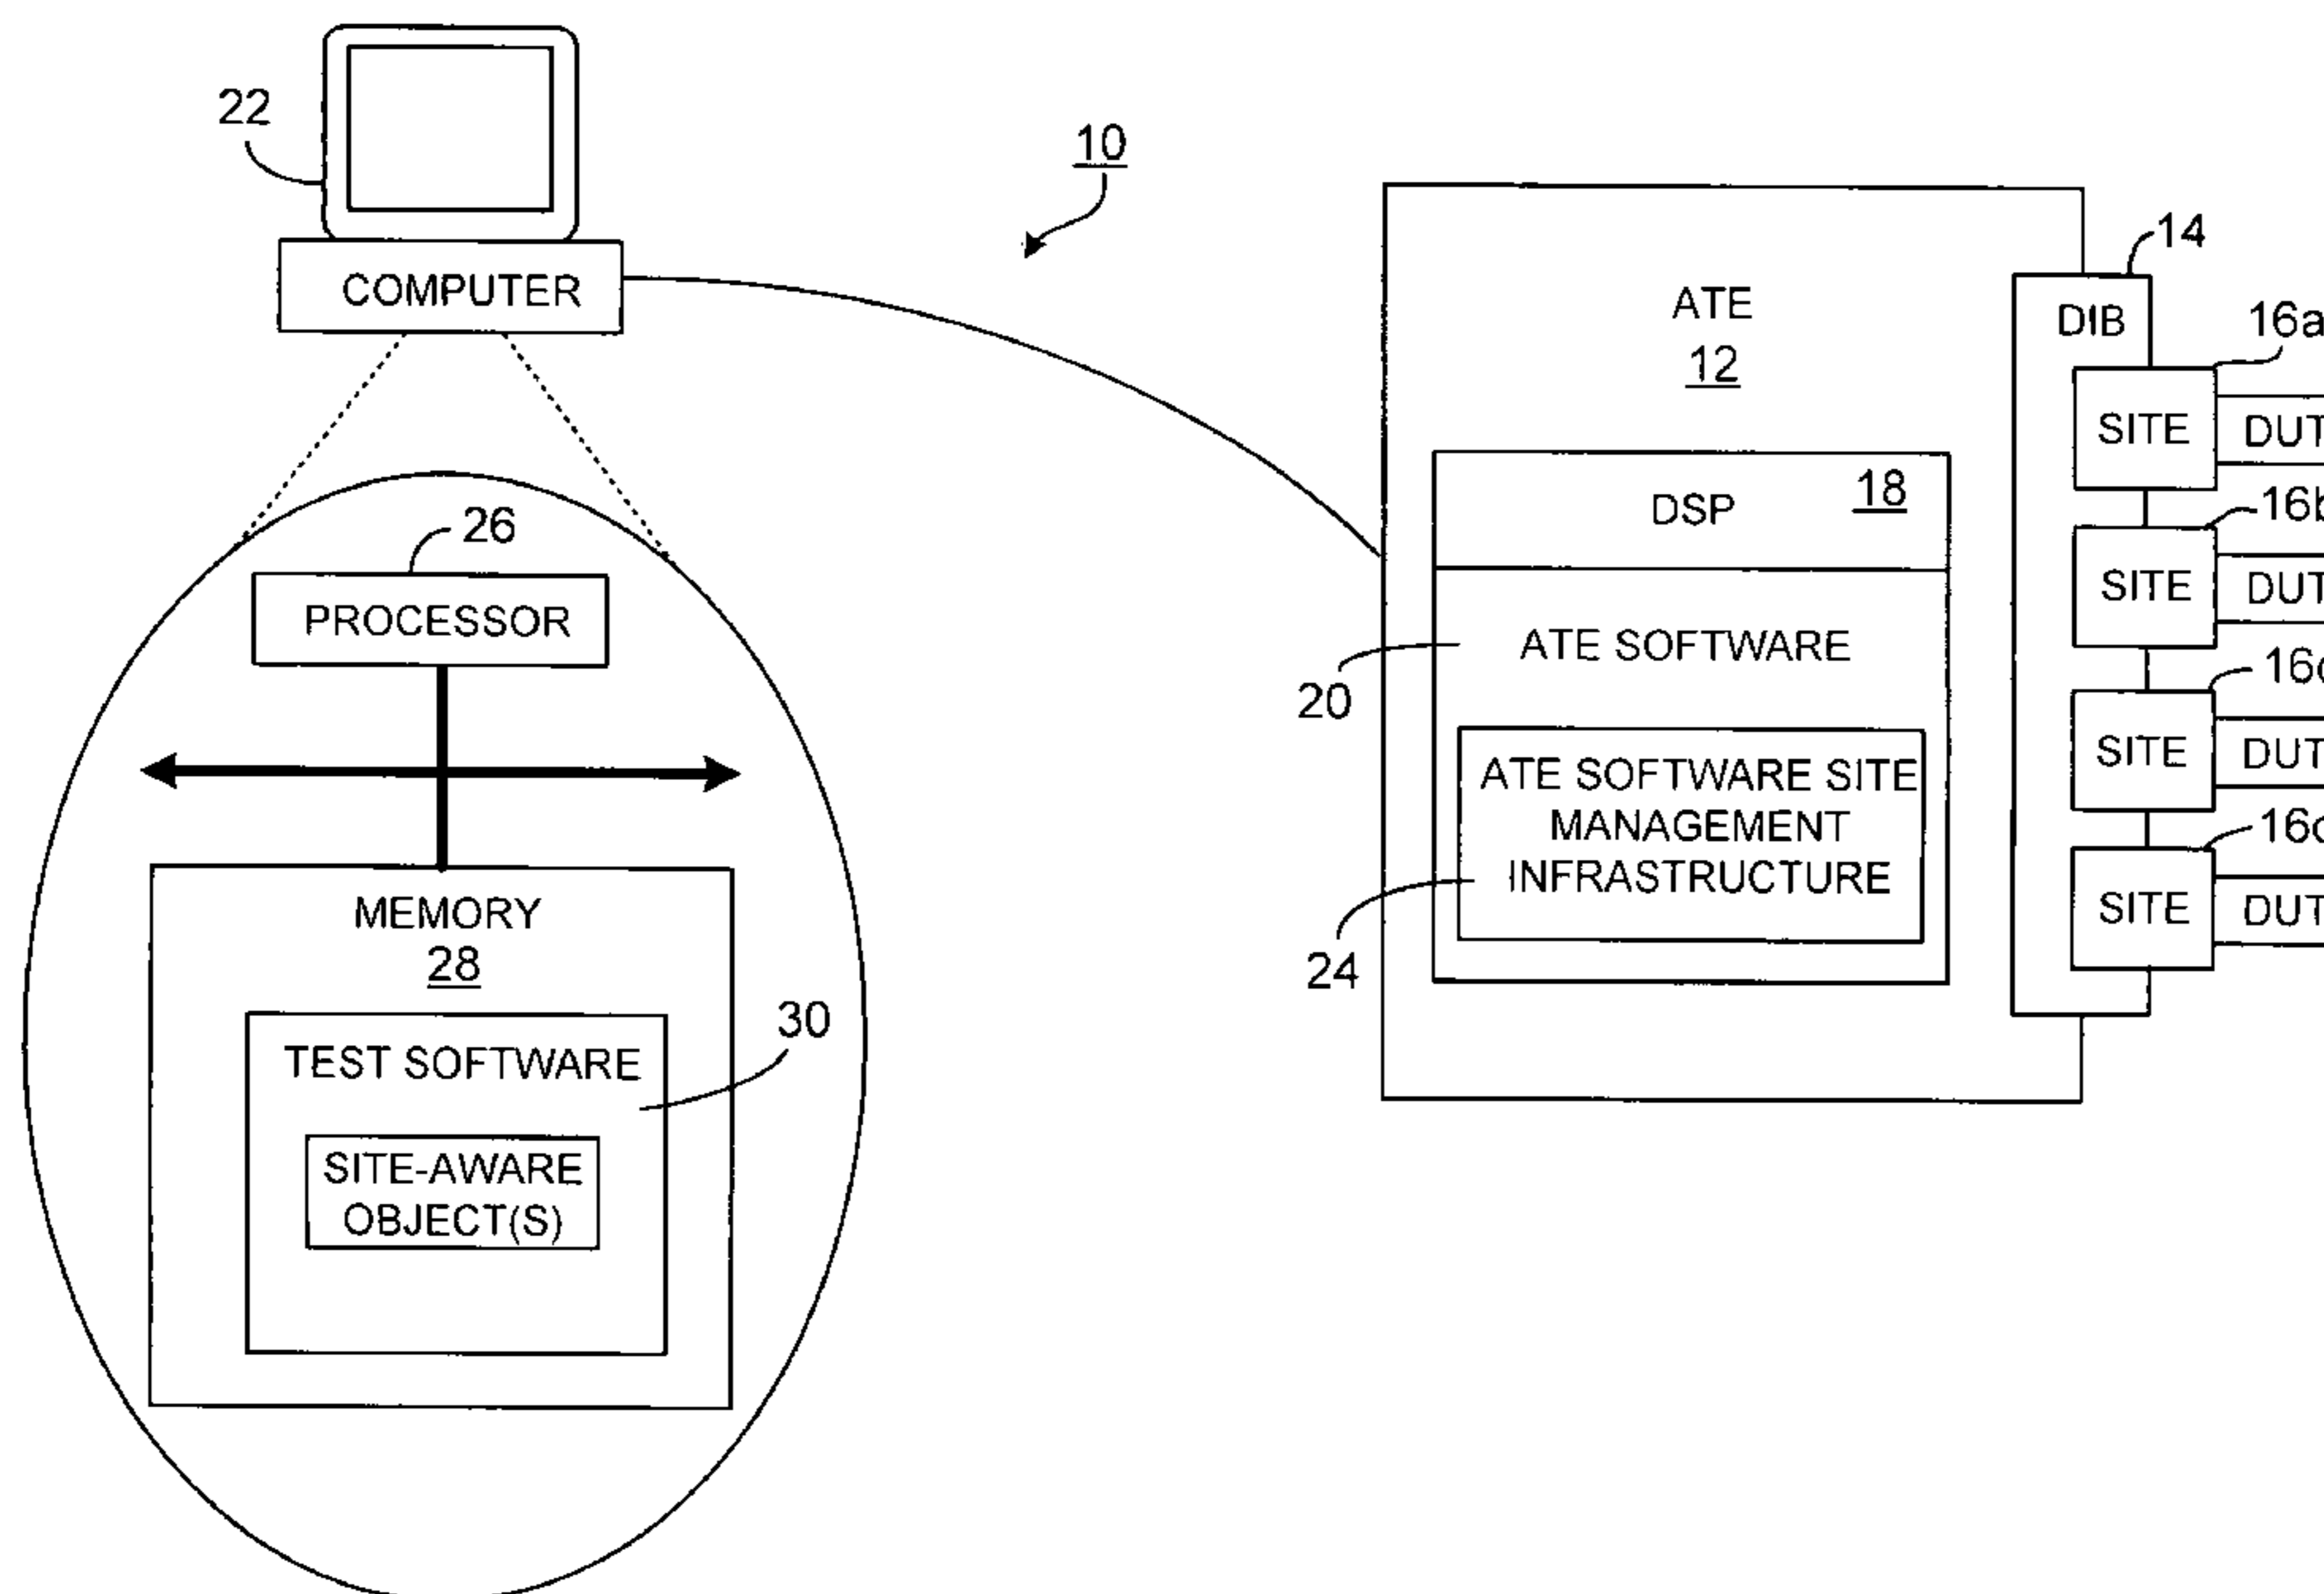 22
COMPUTER
10
26
PROCESSOR
MEMORY
28
30
TEST SOFTWARE
SITE-AWARE
OBJECT(S)
ATE
12
14
DIB
18
DSP
20
ATE SOFTWARE
24
ATE SOFTWARE SITE
MANAGEMENT
INFRASTRUCTURE
16a
SITE
DUT
16b
SITE
DUT
SITE
DUT
SITE
DUT